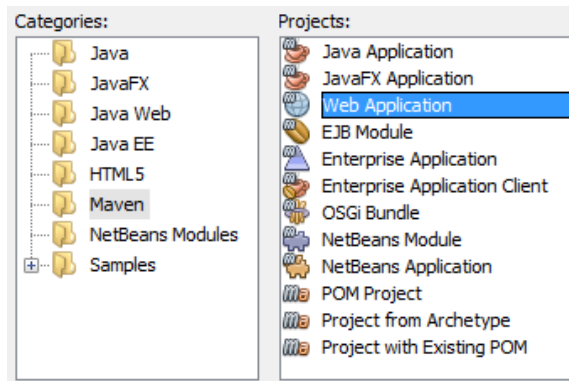 Categories:
Java
JavaFX
Java Web
Java EE
HTML5
Maven
NetBeans Modules
Samples
Projects:
Java Application
JavaFX Application
Web Application
EJB Module
Enterprise Application
Enterprise Application Client
OSGi Bundle
NetBeans Module
NetBeans Application
POM Project
Project from Archetype
Project with Existing POM